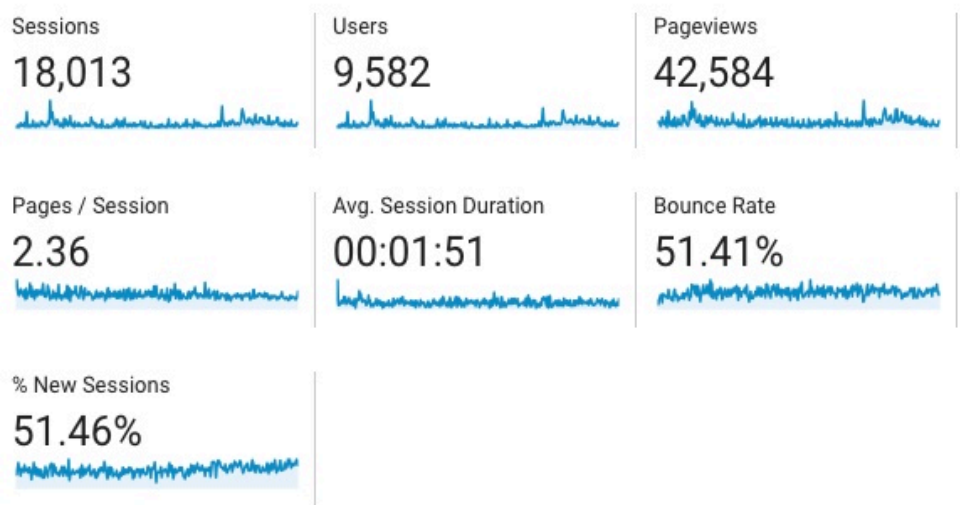 Sessions
18,013
Users
9,582
Pageviews
42,584
Pages / Session
2.36
Avg. Session Duration
00:01:51
Bounce Rate
51.41%
% New Sessions
51.46%